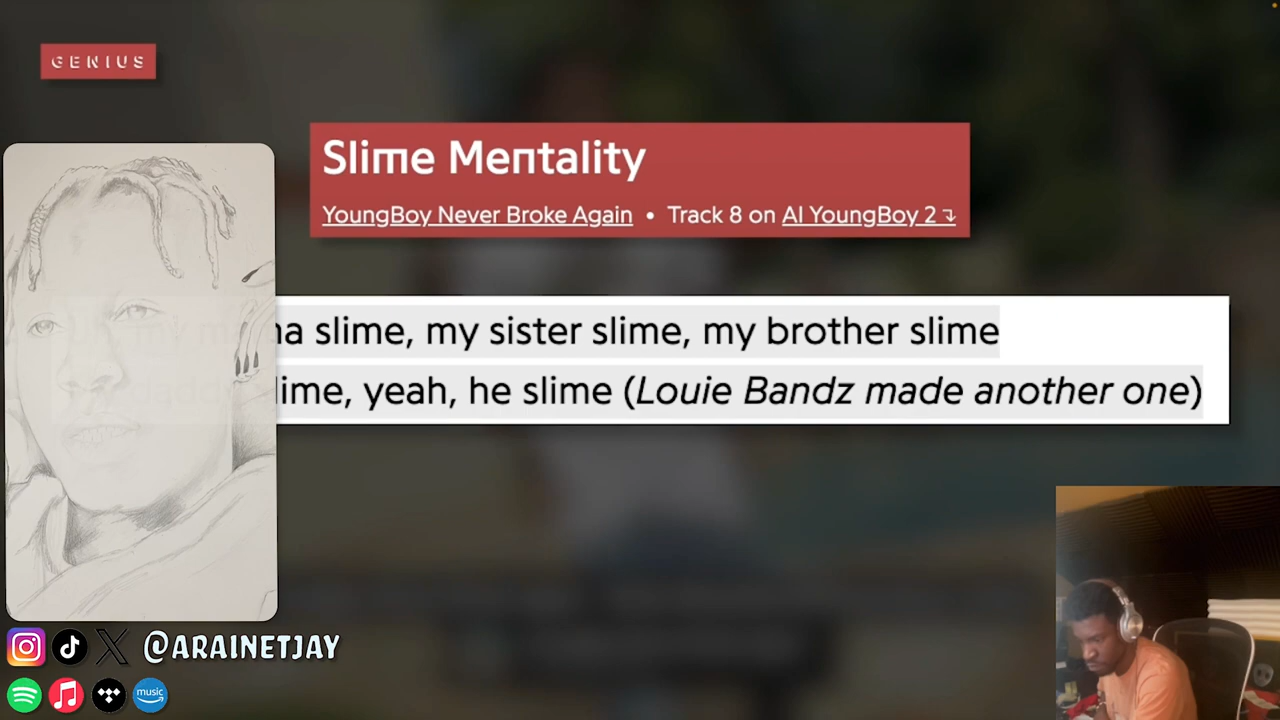 GENIUS
Slime Mentality
YoungBoy Never Broke Again • Track 8 on AI YoungBoy 2
slime, my sister slime, my brother slime
slime, yeah, he slime (Louie Bandz made another one)
@ARAINETJAY
music